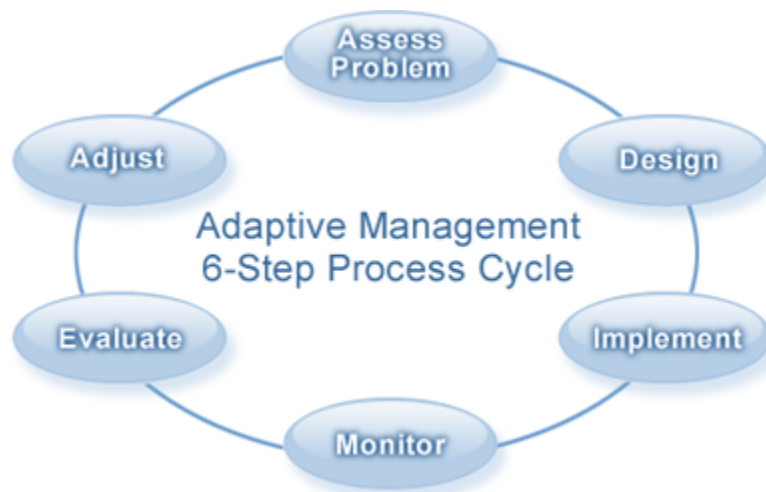 Assess
Problem
Design
Implement
Monitor
Evaluate
Adjust
Adaptive Management
6-Step Process Cycle